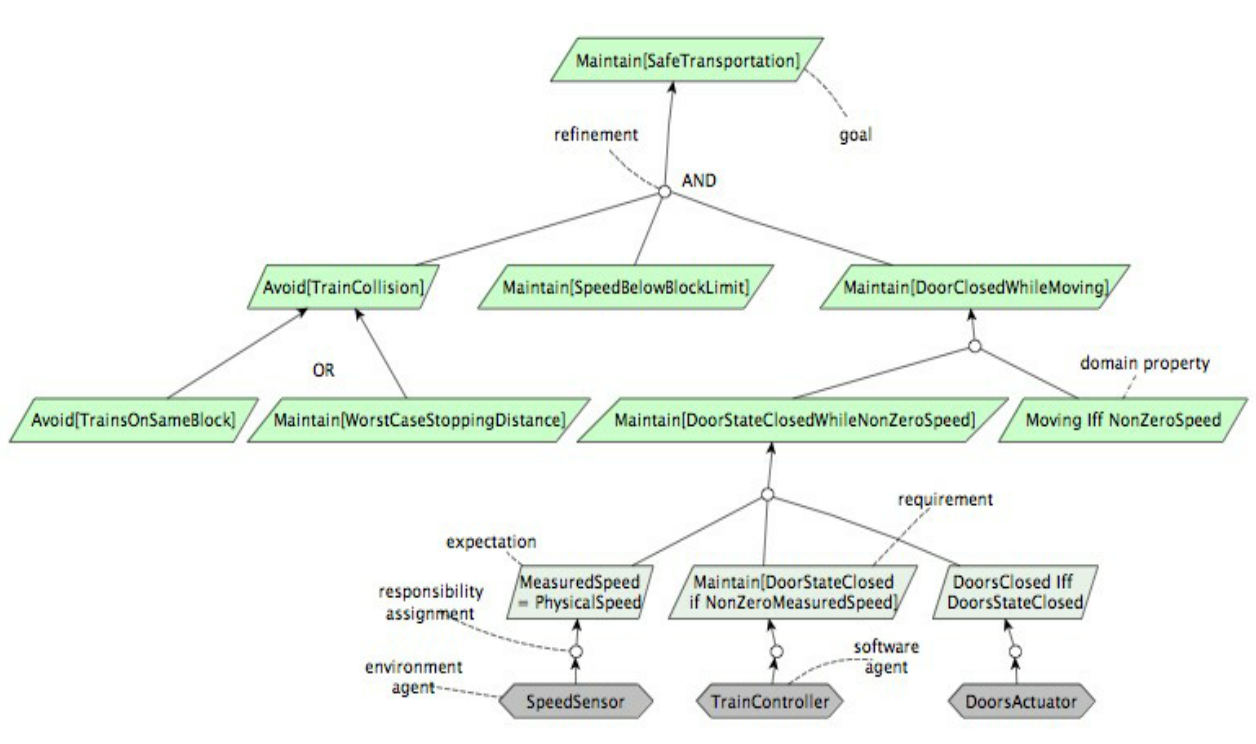 Maintain[SafeTransportation]
refinement
goal
AND
Avoid[TrainCollision]
Maintain[SpeedBelowBlockLimit]
Maintain[DoorClosedWhileMoving]
OR
domain property
Avoid[TrainsOnSameBlock]
Maintain[WorstCaseStoppingDistance]
Maintain[DoorStateClosedWhileNonZeroSpeed]
Moving Iff NonZeroSpeed
requirement
expectation
MeasuredSpeed
= PhysicalSpeed
Maintain[DoorStateClosed
if NonZeroMeasuredSpeed]
DoorsClosed Iff
DoorsStateClosed
responsibility
assignment
software
agent
environment
agent
SpeedSensor
TrainController
DoorsActuator